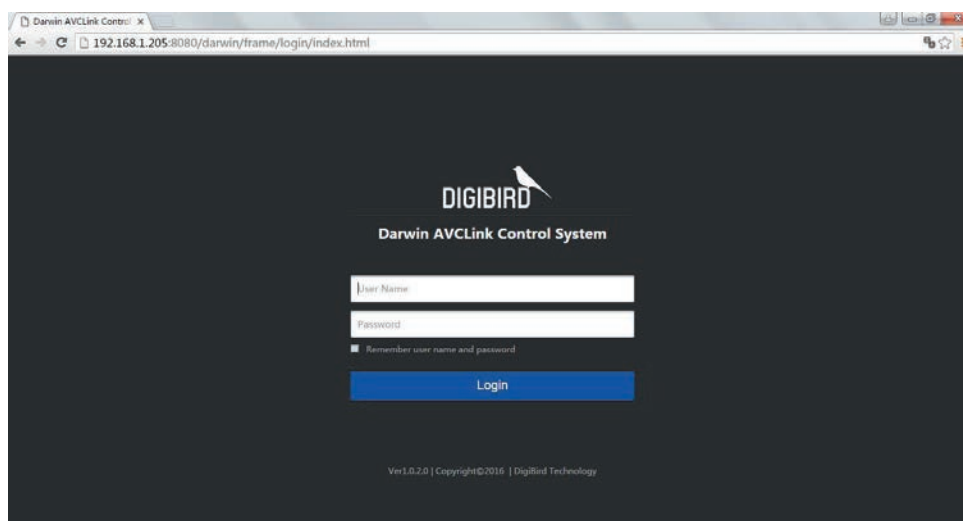 Darwin AVCLink Control
192.168.1.205:8080/darwin/frame/login/index.html
DIGIBIRD
Darwin AVCLink Control System
User Name
Password
Remember user name and password
Login
Ver1.0.2.0 | Copyright©2016 | DigiBird Technology